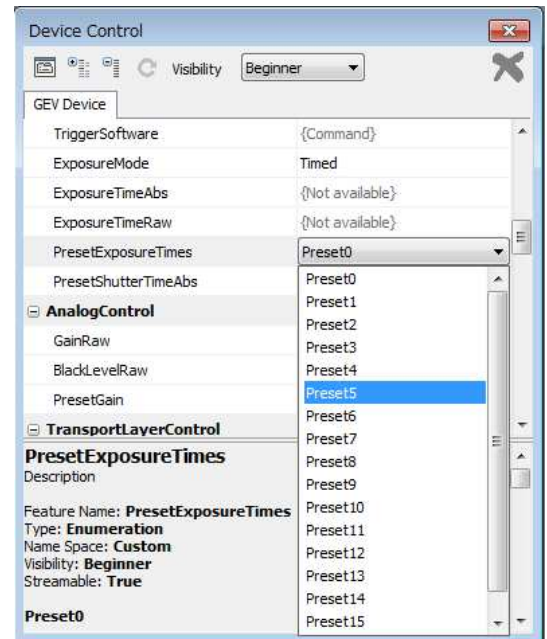 Device Control
Visibility Beginner
GEV Device
TriggerSoftware {Command}
ExposureMode Timed
ExposureTimeAbs {Not available}
ExposureTimeRaw {Not available}
PresetExposureTimes Preset0
PresetShutterTimeAbs Preset0
Preset1
AnalogControl Preset2
GainRaw Preset3
BlackLevelRaw Preset4
PresetGain Preset5
Preset6
TransportLayerControl Preset7
PresetExposureTimes Preset8
Description Preset9
Feature Name: PresetExposureTimes Preset10
Type: Enumeration Preset11
Name Space: Custom Preset12
Visibility: Beginner Preset13
Streamable: True Preset14
Preset0 Preset15